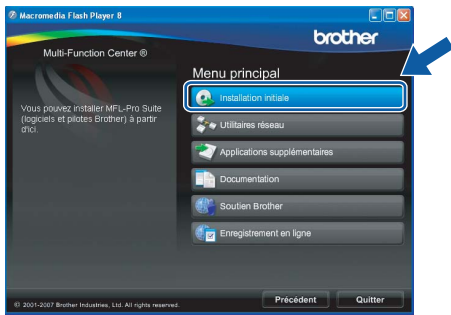 Macromedia Flash Player 8
brother
Multi-Function Center ®
Vous pouvez installer MFL-Pro Suite
(logiciels et pilotes Brother) à partir
d'ici.
Menu principal
Installation initiale
Utilitaires réseau
Applications supplémentaires
Documentation
Soutien Brother
Enregistrement en ligne
© 2001-2007 Brother Industries, Ltd. All rights reserved.
Précédent
Quitter